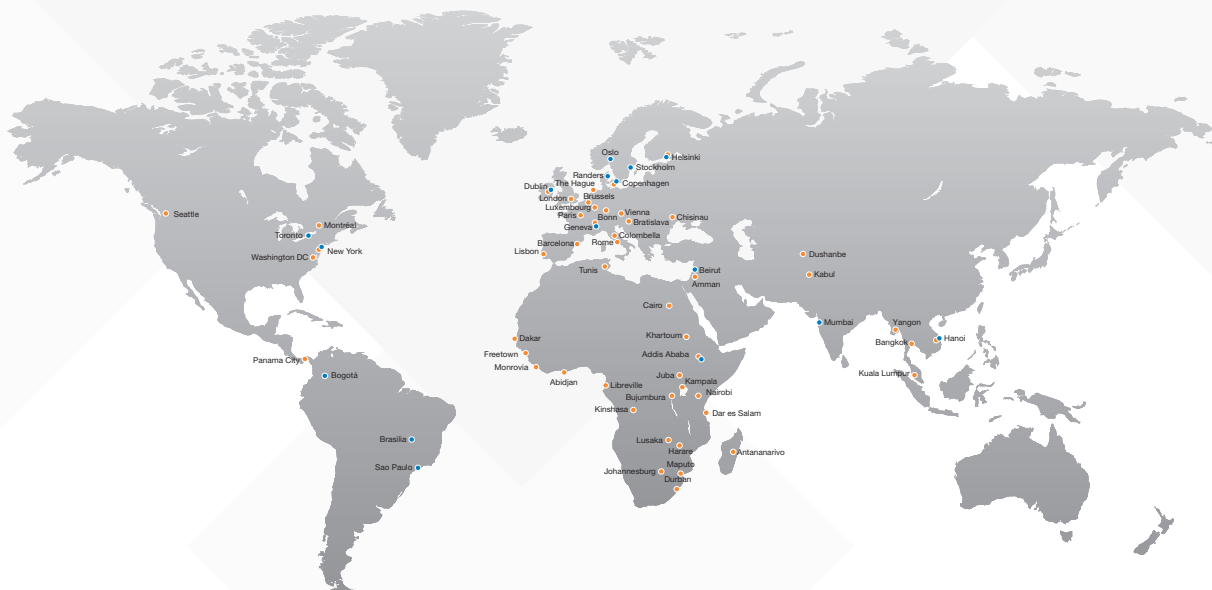 Oslo
Helsinki
Stockholm
Randers
Copenhagen
Dublin
The Hague
London
Brussels
Luxembourg
Paris
Bonn
Vienna
Bratislava
Chisinau
Geneva
Colombella
Barcelona
Rome
Lisbon
Tunis
Seattle
Montréal
Toronto
New York
Washington DC
Dushanbe
Kabul
Beirut
Amman
Cairo
Mumbai
Yangon
Bangkok
Hanoi
Kuala Lumpur
Dakar
Khartoum
Freetown
Monrovia
Addis Ababa
Abidjan
Juba
Kampala
Libreville
Bujumbura
Nairobi
Kinshasa
Dar es Salam
Panama City
Bogotá
Brasilia
Sao Paulo
Lusaka
Harare
Antananarivo
Johannesburg
Maputo
Durban